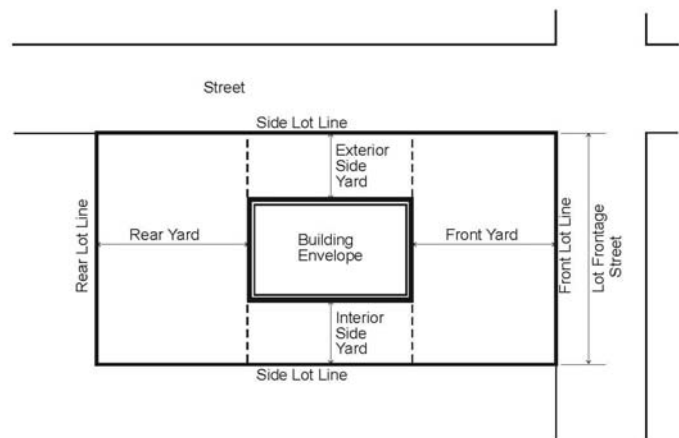 Street
Side Lot Line
Exterior
Side
Yard
Rear Lot Line
Rear Yard
Building
Envelope
Front Yard
Front Lot Line
Lot Frontage
Street
Interior
Side
Yard
Side Lot Line